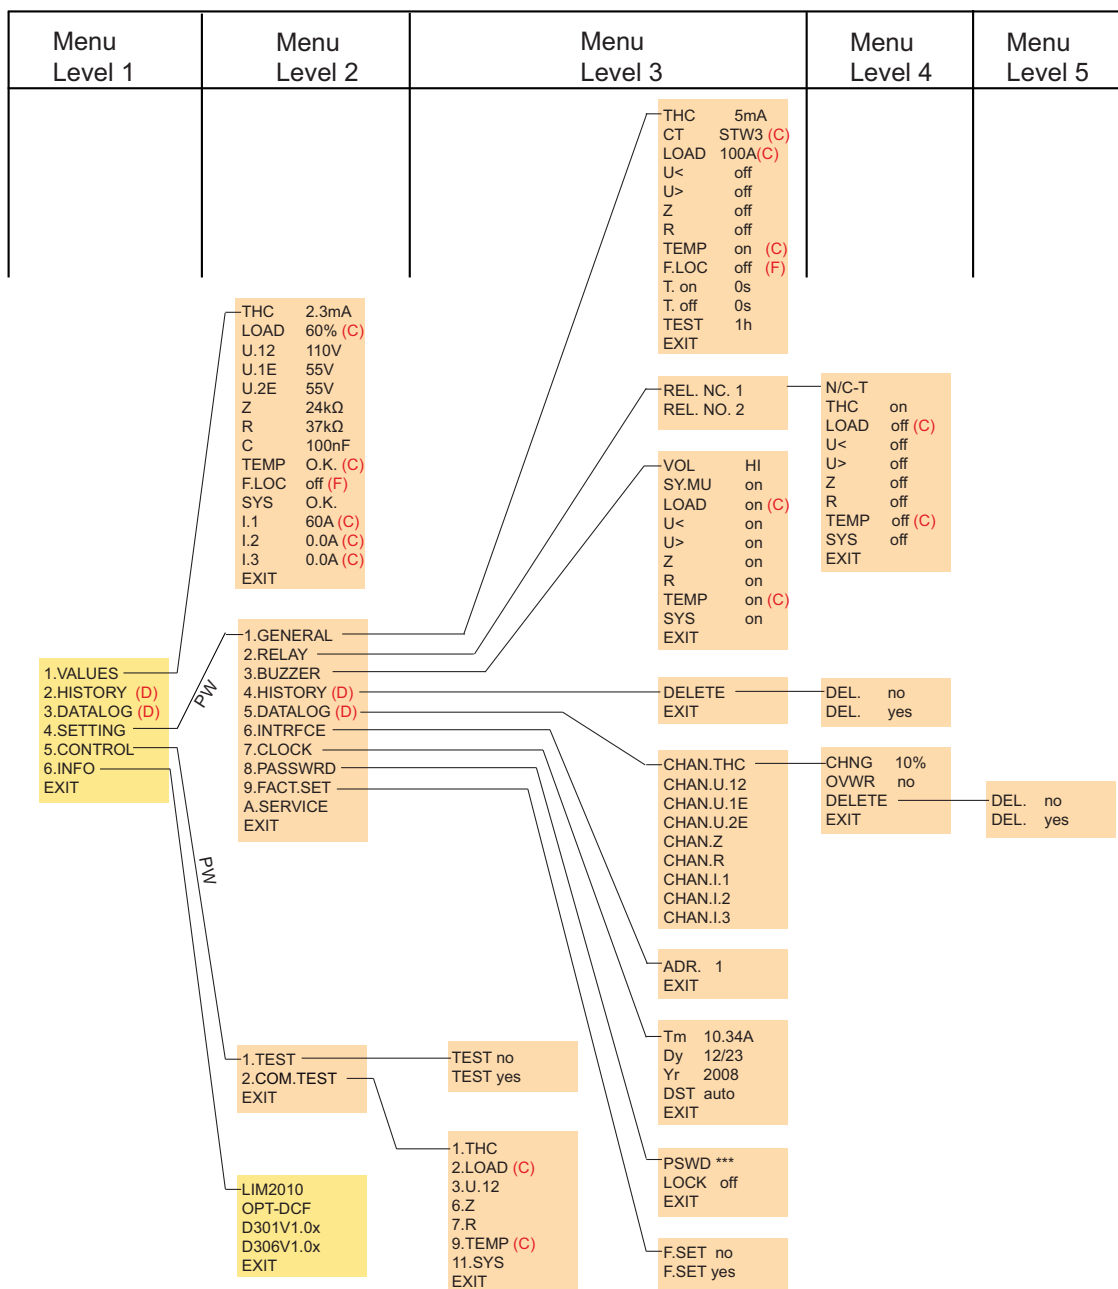 Menu
Level 1
Menu
Level 2
Menu
Level 3
Menu
Level 4
Menu
Level 5
1.VALUES
2.HISTORY (D)
3.DATALOG (D)
4.SETTING
5.CONTROL
6.INFO
EXIT
PW
PW
THC 2.3mA
LOAD 60% (C)
U.12 110V
U.1E 55V
U.2E 55V
Z 24kΩ
R 37kΩ
C 100nF
TEMP O.K. (C)
F.LOC off (F)
SYS O.K.
I.1 60A (C)
I.2 0.0A (C)
I.3 0.0A (C)
EXIT
1.GENERAL
2.RELAY
3.BUZZER
4.HISTORY (D)
5.DATALOG (D)
6.INTRFCE
7.CLOCK
8.PASSWRD
9.FACT.SET
A.SERVICE
EXIT
1.TEST
2.COM.TEST
EXIT
LIM2010
OPT-DCF
D301V1.0x
D306V1.0x
EXIT
THC 5mA
CT STW3 (C)
LOAD 100A(C)
U< off
U> off
Z off
R off
TEMP on (C)
F.LOC off (F)
T. on 0s
T. off 0s
TEST 1h
EXIT
REL. NC. 1
REL. NO. 2
VOL HI
SY.MU on
LOAD on (C)
U< on
U> on
Z on
R on
TEMP on (C)
SYS on
EXIT
DELETE
EXIT
CHAN.THC
CHAN.U.12
CHAN.U.1E
CHAN.U.2E
CHAN.Z
CHAN.R
CHAN.I.1
CHAN.I.2
CHAN.I.3
ADR. 1
EXIT
Tm 10.34A
Dy 12/23
Yr 2008
DST auto
EXIT
PSWD ***
LOCK off
EXIT
F.SET no
F.SET yes
TEST no
TEST yes
1.THC
2.LOAD (C)
3.U.12
6.Z
7.R
9.TEMP (C)
11.SYS
EXIT
N/C-T
THC on
LOAD off (C)
U< off
U> off
Z off
R off
TEMP off (C)
SYS off
EXIT
DEL. no
DEL. yes
CHNG 10%
OVWR no
DELETE
EXIT
DEL. no
DEL. yes